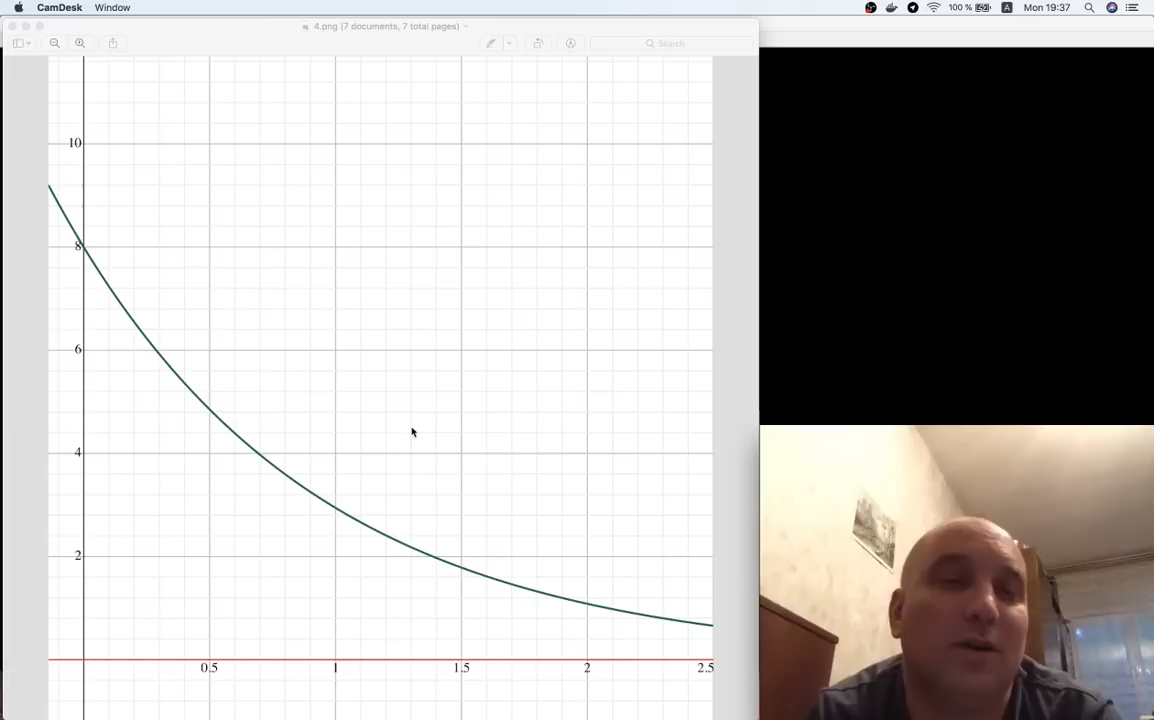 CamDesk Window 100 % A Mon 19:37
4.png (7 documents, 7 total pages)
Search
10
8
6
4
2
0.5 1 1.5 2 2.5